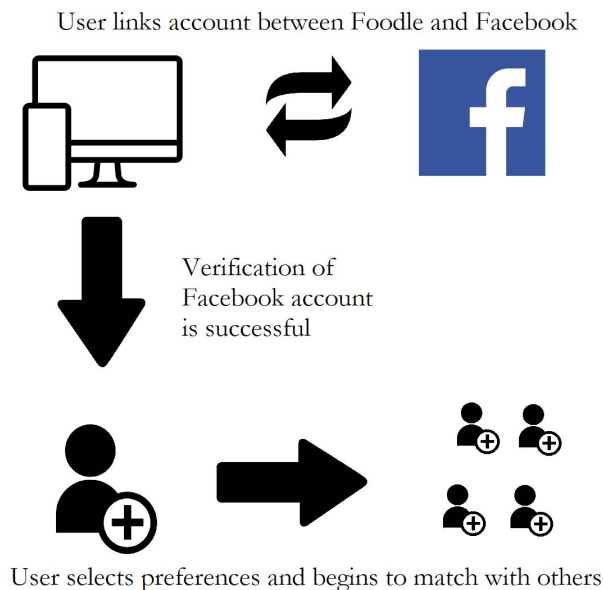 User links account between Foodle and Facebook
f
Verification of
Facebook account
is successful
User selects preferences and begins to match with others